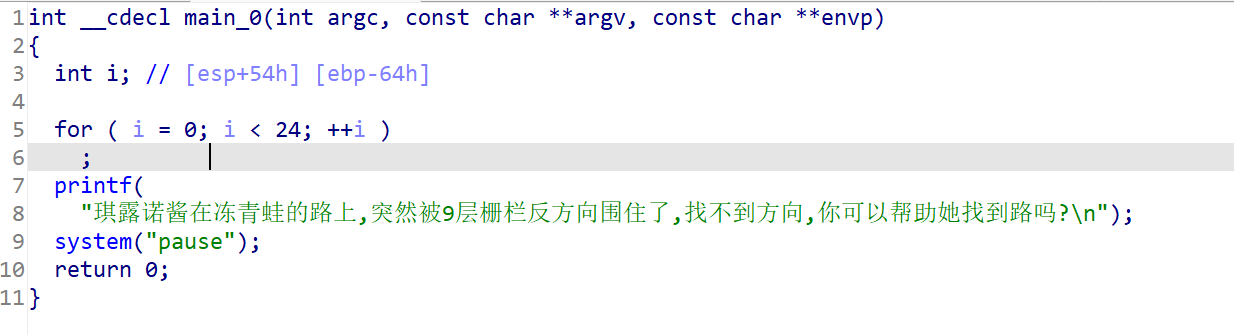 1 int __cdecl main_0(int argc, const char **argv, const char **envp)
2 {
3   int i; // [esp+54h] [ebp-64h]
4
5   for ( i = 0; i < 24; ++i )
6     ;
7   printf(
8     "琪露诺酱在冻青蛙的路上,突然被9层栅栏反方向围住了,找不到方向,你可以帮助她找到路吗?\n");
9   system("pause");
10   return 0;
11 }